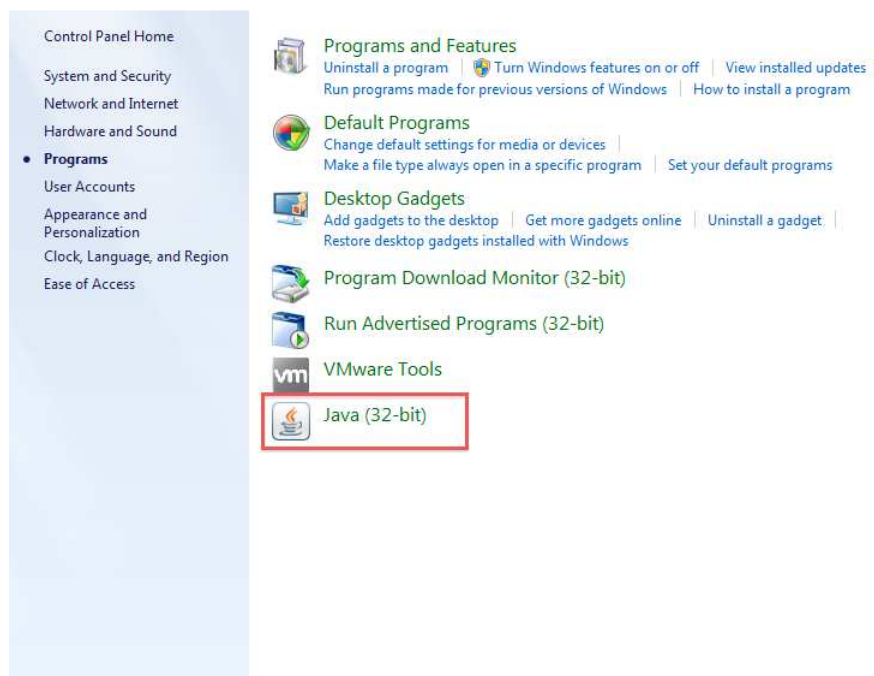 Control Panel Home
System and Security
Network and Internet
Hardware and Sound
Programs
User Accounts
Appearance and
Personalization
Clock, Language, and Region
Ease of Access
Programs and Features
Uninstall a program
Turn Windows features on or off
View installed updates
Run programs made for previous versions of Windows
How to install a program
Default Programs
Change default settings for media or devices
Make a file type always open in a specific program
Set your default programs
Desktop Gadgets
Add gadgets to the desktop
Get more gadgets online
Uninstall a gadget
Restore desktop gadgets installed with Windows
Program Download Monitor (32-bit)
Run Advertised Programs (32-bit)
vm
VMware Tools
Java (32-bit)